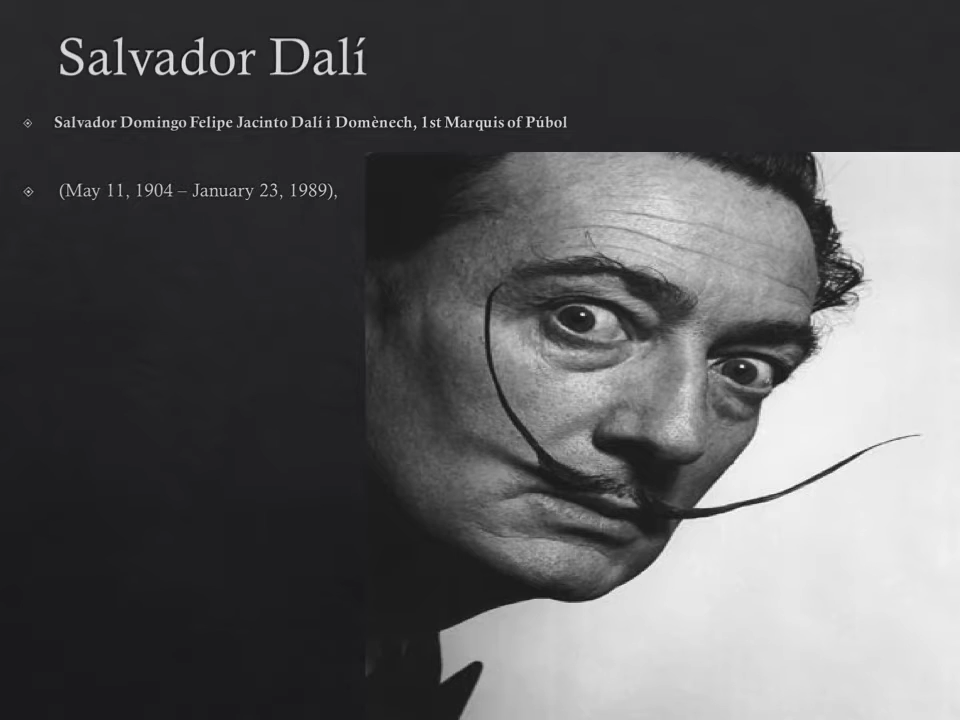 Salvador Dalí
Salvador Domingo Felipe Jacinto Dalí i Domènech, 1st Marquis of Púbol
(May 11, 1904 – January 23, 1989),